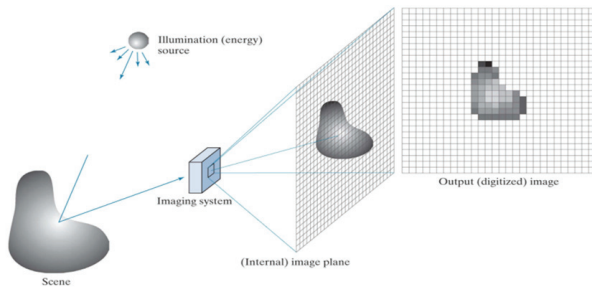 Illumination (energy)
source
Imaging system
Output (digitized) image
(Internal) image plane
Scene